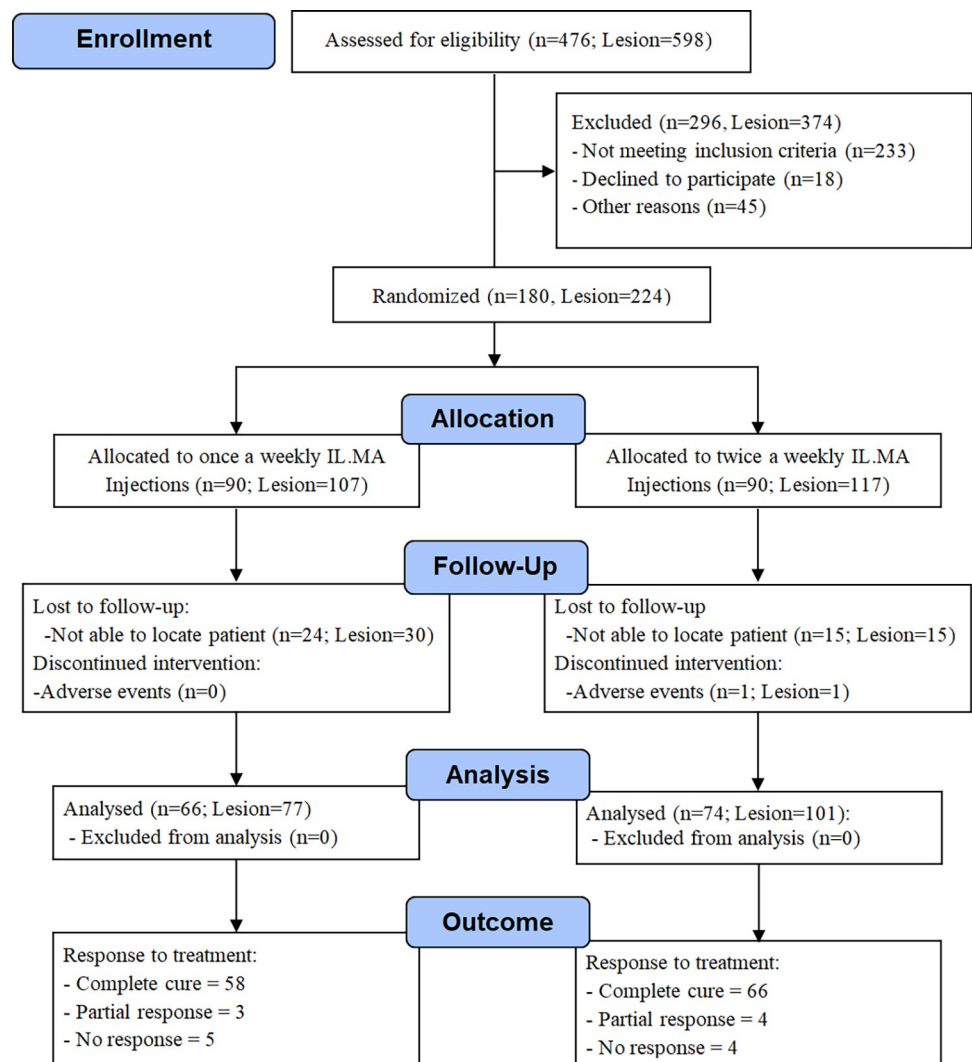 Enrollment
Assessed for eligibility (n=476; Lesion=598)
Excluded (n=296, Lesion=374)
- Not meeting inclusion criteria (n=233)
- Declined to participate (n=18)
- Other reasons (n=45)
Randomized (n=180, Lesion=224)
Allocation
Allocated to once a weekly IL.MA
Injections (n=90; Lesion=107)
Allocated to twice a weekly IL.MA
Injections (n=90; Lesion=117)
Follow-Up
Lost to follow-up:
-Not able to locate patient (n=24; Lesion=30)
Discontinued intervention:
-Adverse events (n=0)
Lost to follow-up
-Not able to locate patient (n=15; Lesion=15)
Discontinued intervention:
-Adverse events (n=1; Lesion=1)
Analysis
Analysed (n=66; Lesion=77)
- Excluded from analysis (n=0)
Analysed (n=74; Lesion=101):
- Excluded from analysis (n=0)
Outcome
Response to treatment:
- Complete cure = 58
- Partial response = 3
- No response = 5
Response to treatment:
- Complete cure = 66
- Partial response = 4
- No response = 4